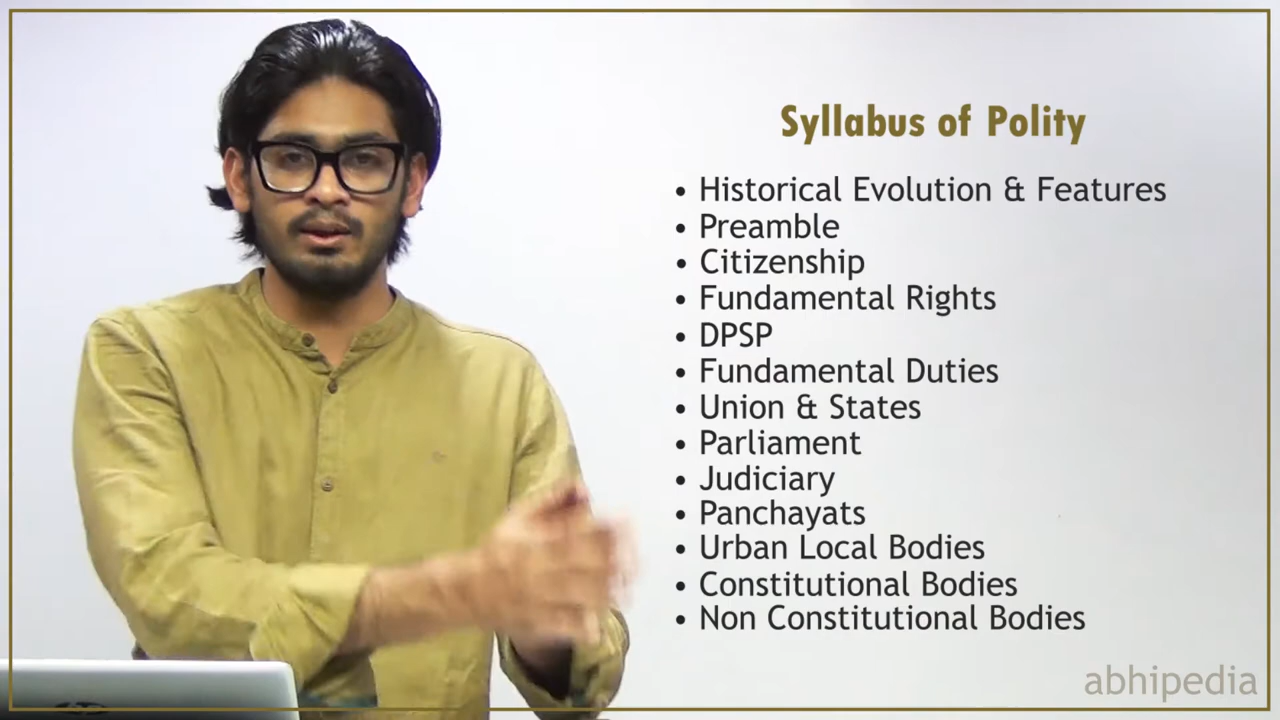 Syllabus of Polity
• Historical Evolution & Features
• Preamble
• Citizenship
• Fundamental Rights
• DPSP
• Fundamental Duties
• Union & States
• Parliament
• Judiciary
• Panchayats
• Urban Local Bodies
• Constitutional Bodies
• Non Constitutional Bodies
abhipedia